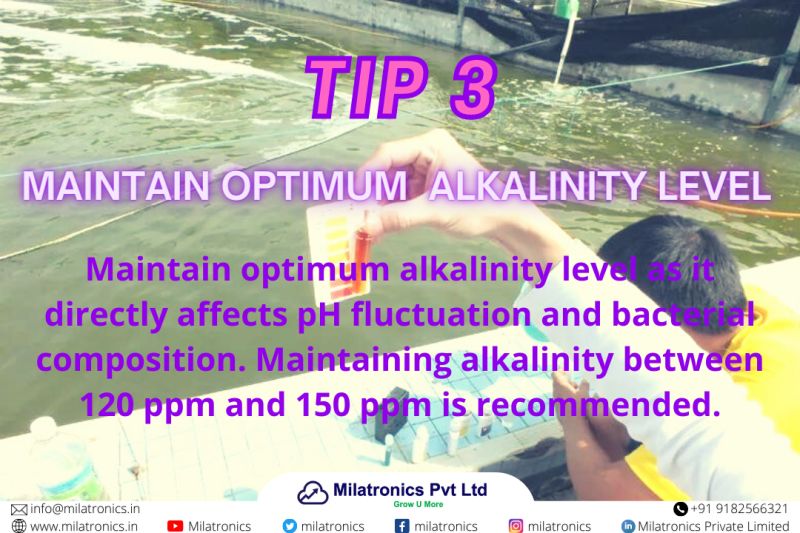 TIP 3
MAINTAIN OPTIMUM ALKALINITY LEVEL
Maintain optimum alkalinity level as it
directly affects pH fluctuation and bacterial
composition. Maintaining alkalinity between
120 ppm and 150 ppm is recommended.
Milatronics Pvt Ltd
Grow U More
info@milatronics.in
+91 9182566321
www.milatronics.in Milatronics milatronics milatronics milatronics Milatronics Private Limited